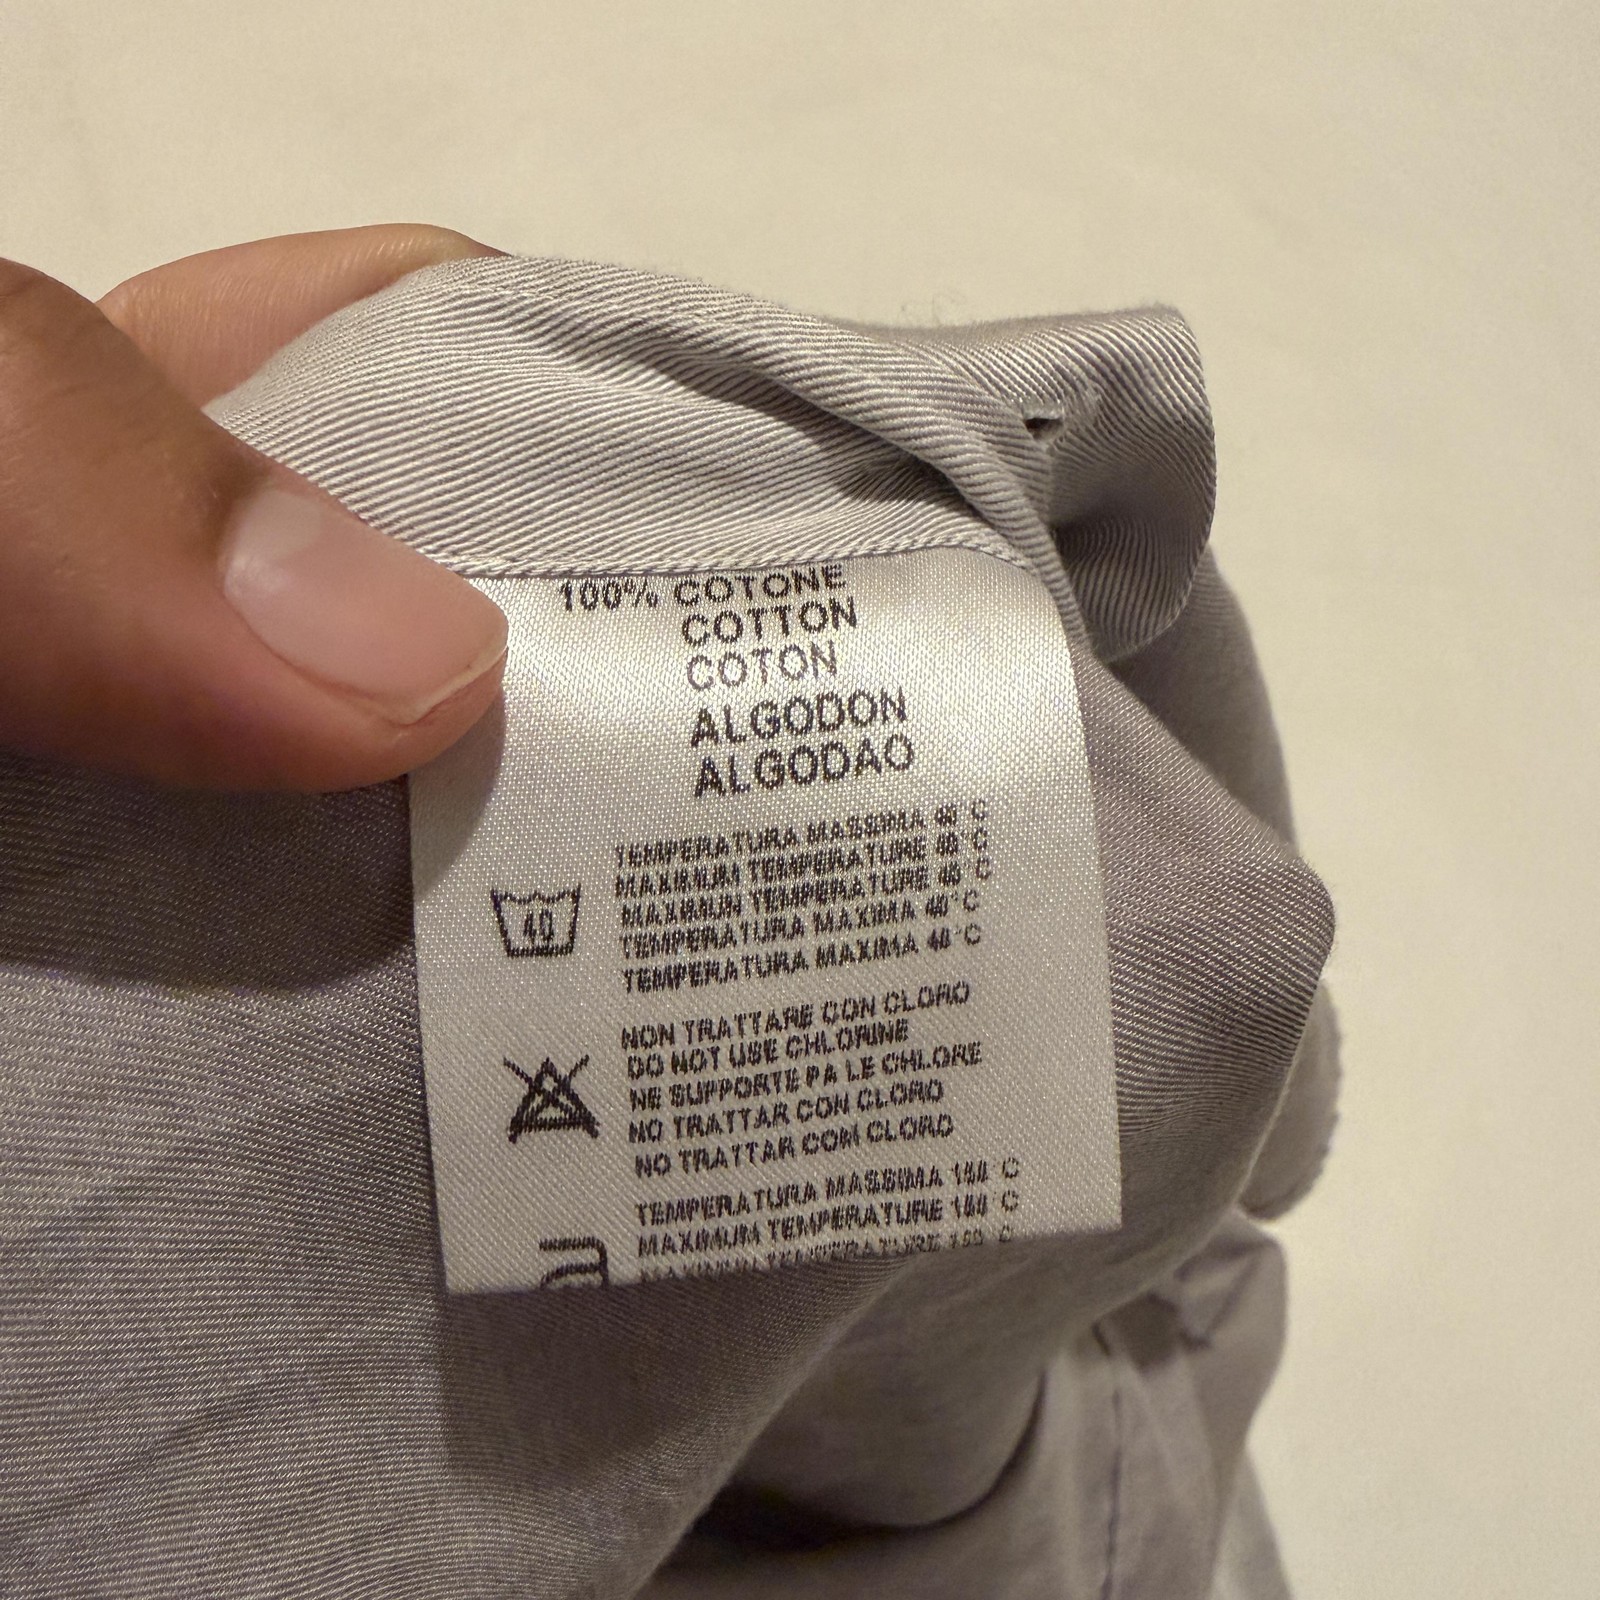 100% COTONE
COTTON
COTON
ALGODON
ALGODAO
TEMPERATURA MASSIMA 40°C
MAXIMUM TEMPERATURE 40°C
MAXIMUN TEMPERATURE 40°C
TEMPERATURA MAXIMA 40°C
TEMPERATURA MAXIMA 40°C
40
NON TRATTARE CON CLORO
DO NOT USE CHLORINE
NE SUPPORTE PA LE CHLORE
NO TRATTAR CON CLORO
NO TRATTAR COM CLORO
TEMPERATURA MASSIMA
MAXIMUM TEMPERATURE
TEMPERATURE